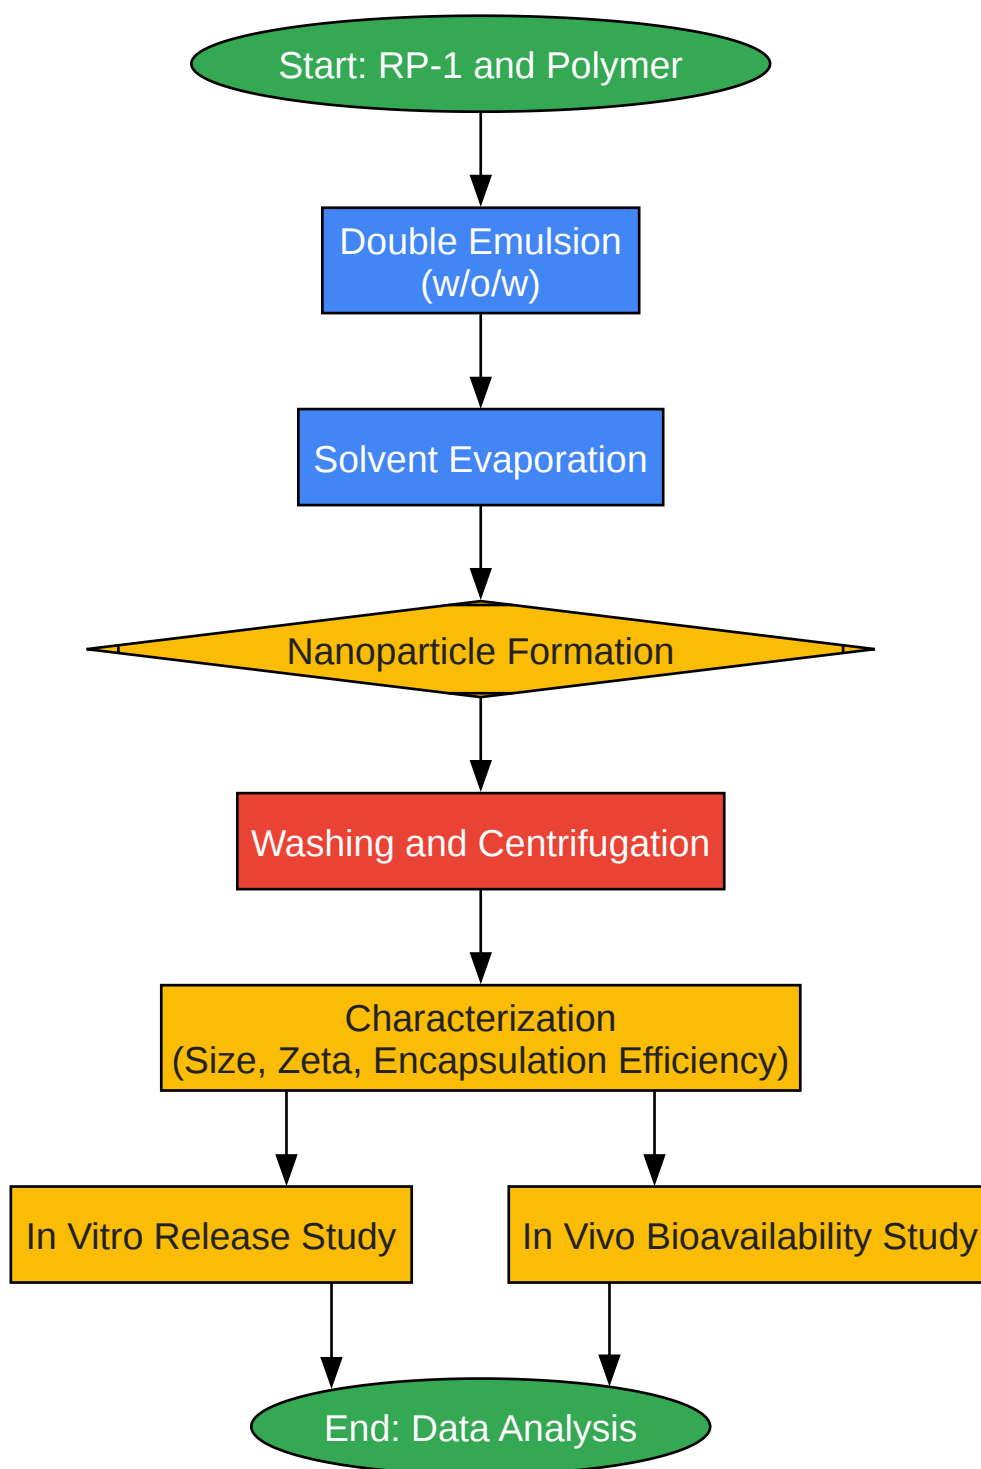 Start: RP-1 and Polymer
Double Emulsion
(w/o/w)
Solvent Evaporation
Nanoparticle Formation
Washing and Centrifugation
Characterization
(Size, Zeta, Encapsulation Efficiency)
In Vitro Release Study
In Vivo Bioavailability Study
End: Data Analysis